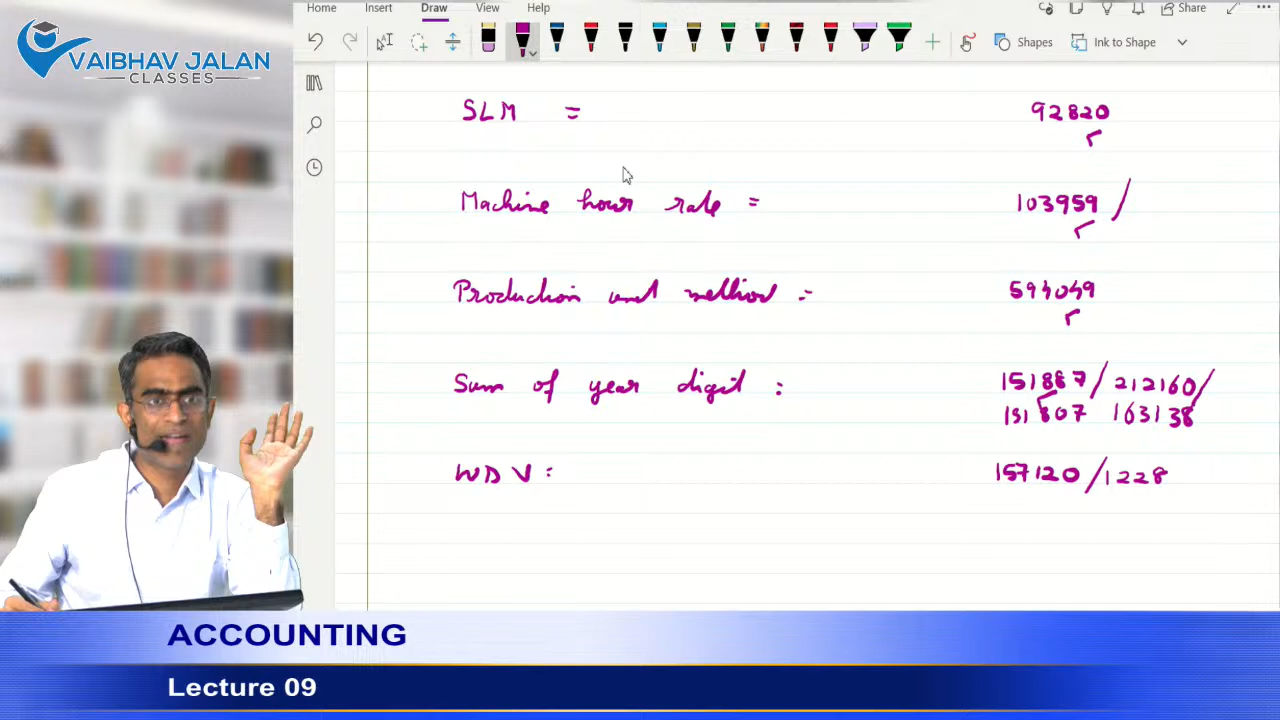 VAIBHAV JALAN
CLASSES
Home Insert Draw View Help
Share
Shapes Ink to Shape
SLM = 92820
Machine hour rate = 103959 /
Production unit method = 594049
Sum of year digit : 151887 / 212160 /
151807 163138
WDV : 157120 / 1228
ACCOUNTING
Lecture 09